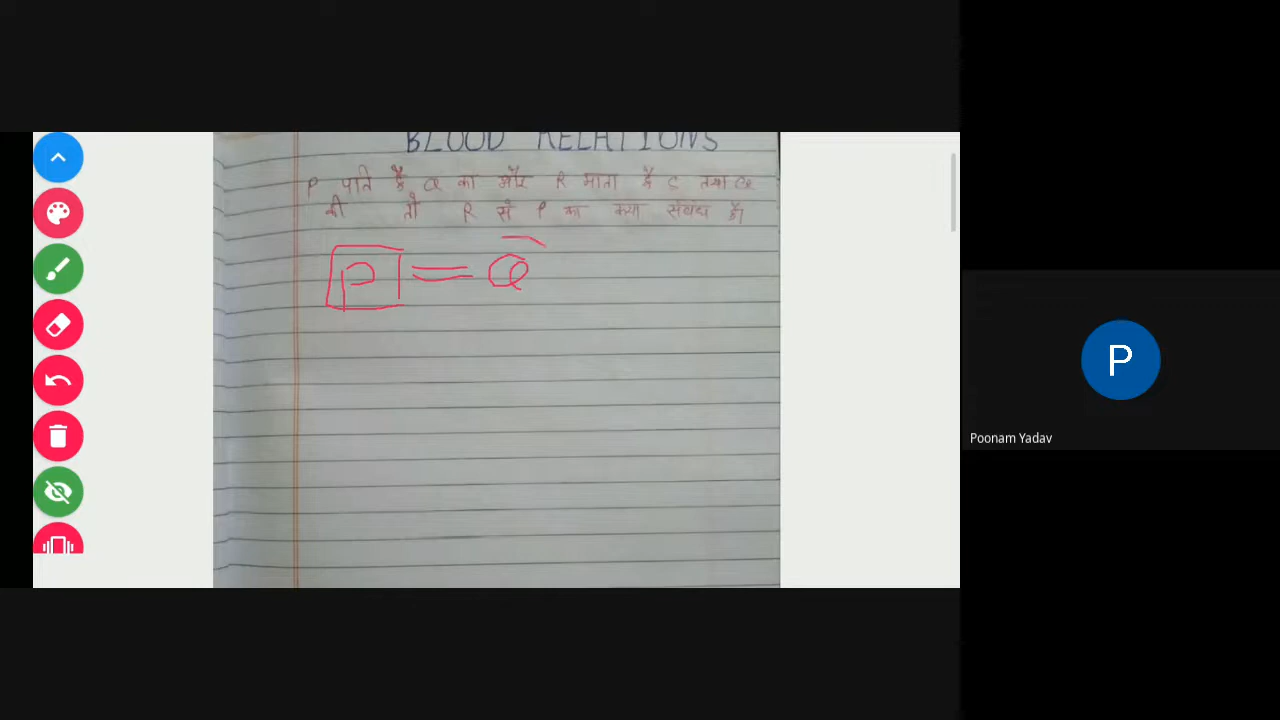 BLOOD RELATIONS
P पति है Q का और R माता है S तथा Q
की तो R से P का क्या संबंध है।
P = Q
P
Poonam Yadav